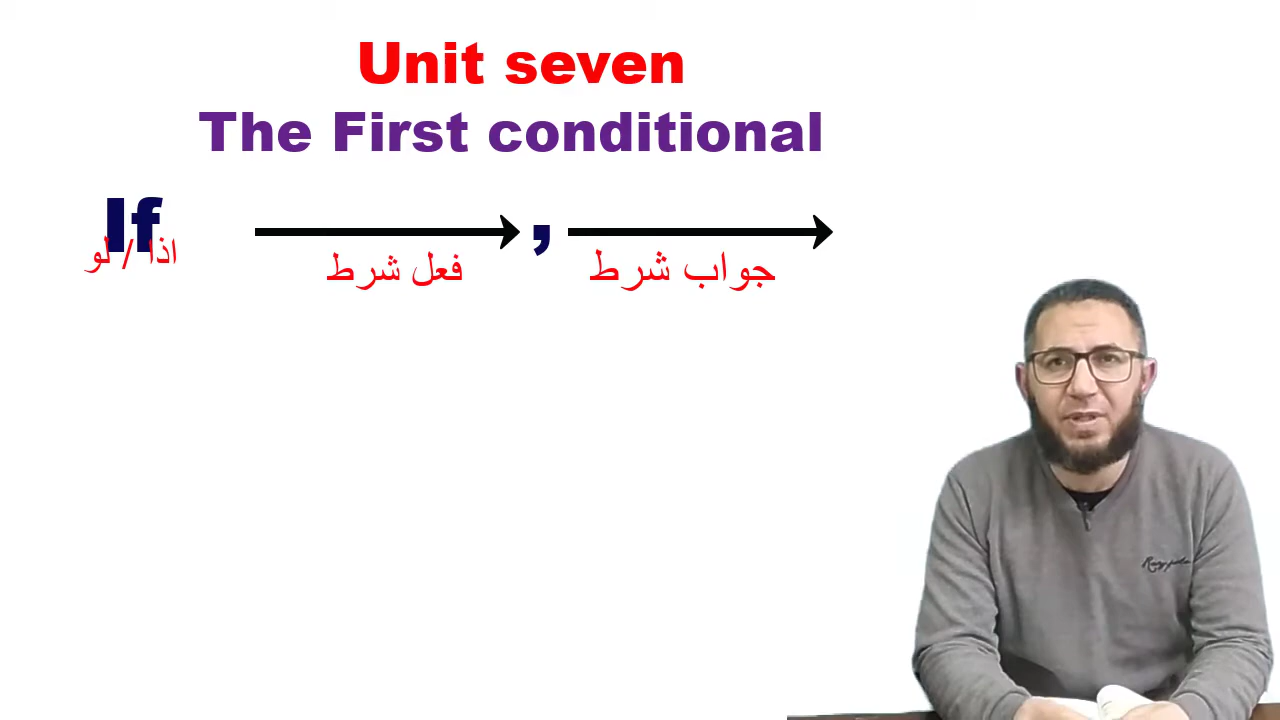 Unit seven
The First conditional
If ,
اذا / لو
فعل شرط
جواب شرط